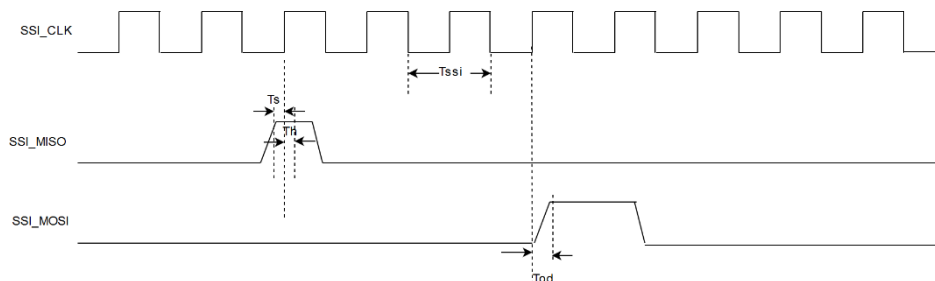 SSI_CLK
Tssi
Ts
SSI_MISO
Th
SSI_MOSI
Tod